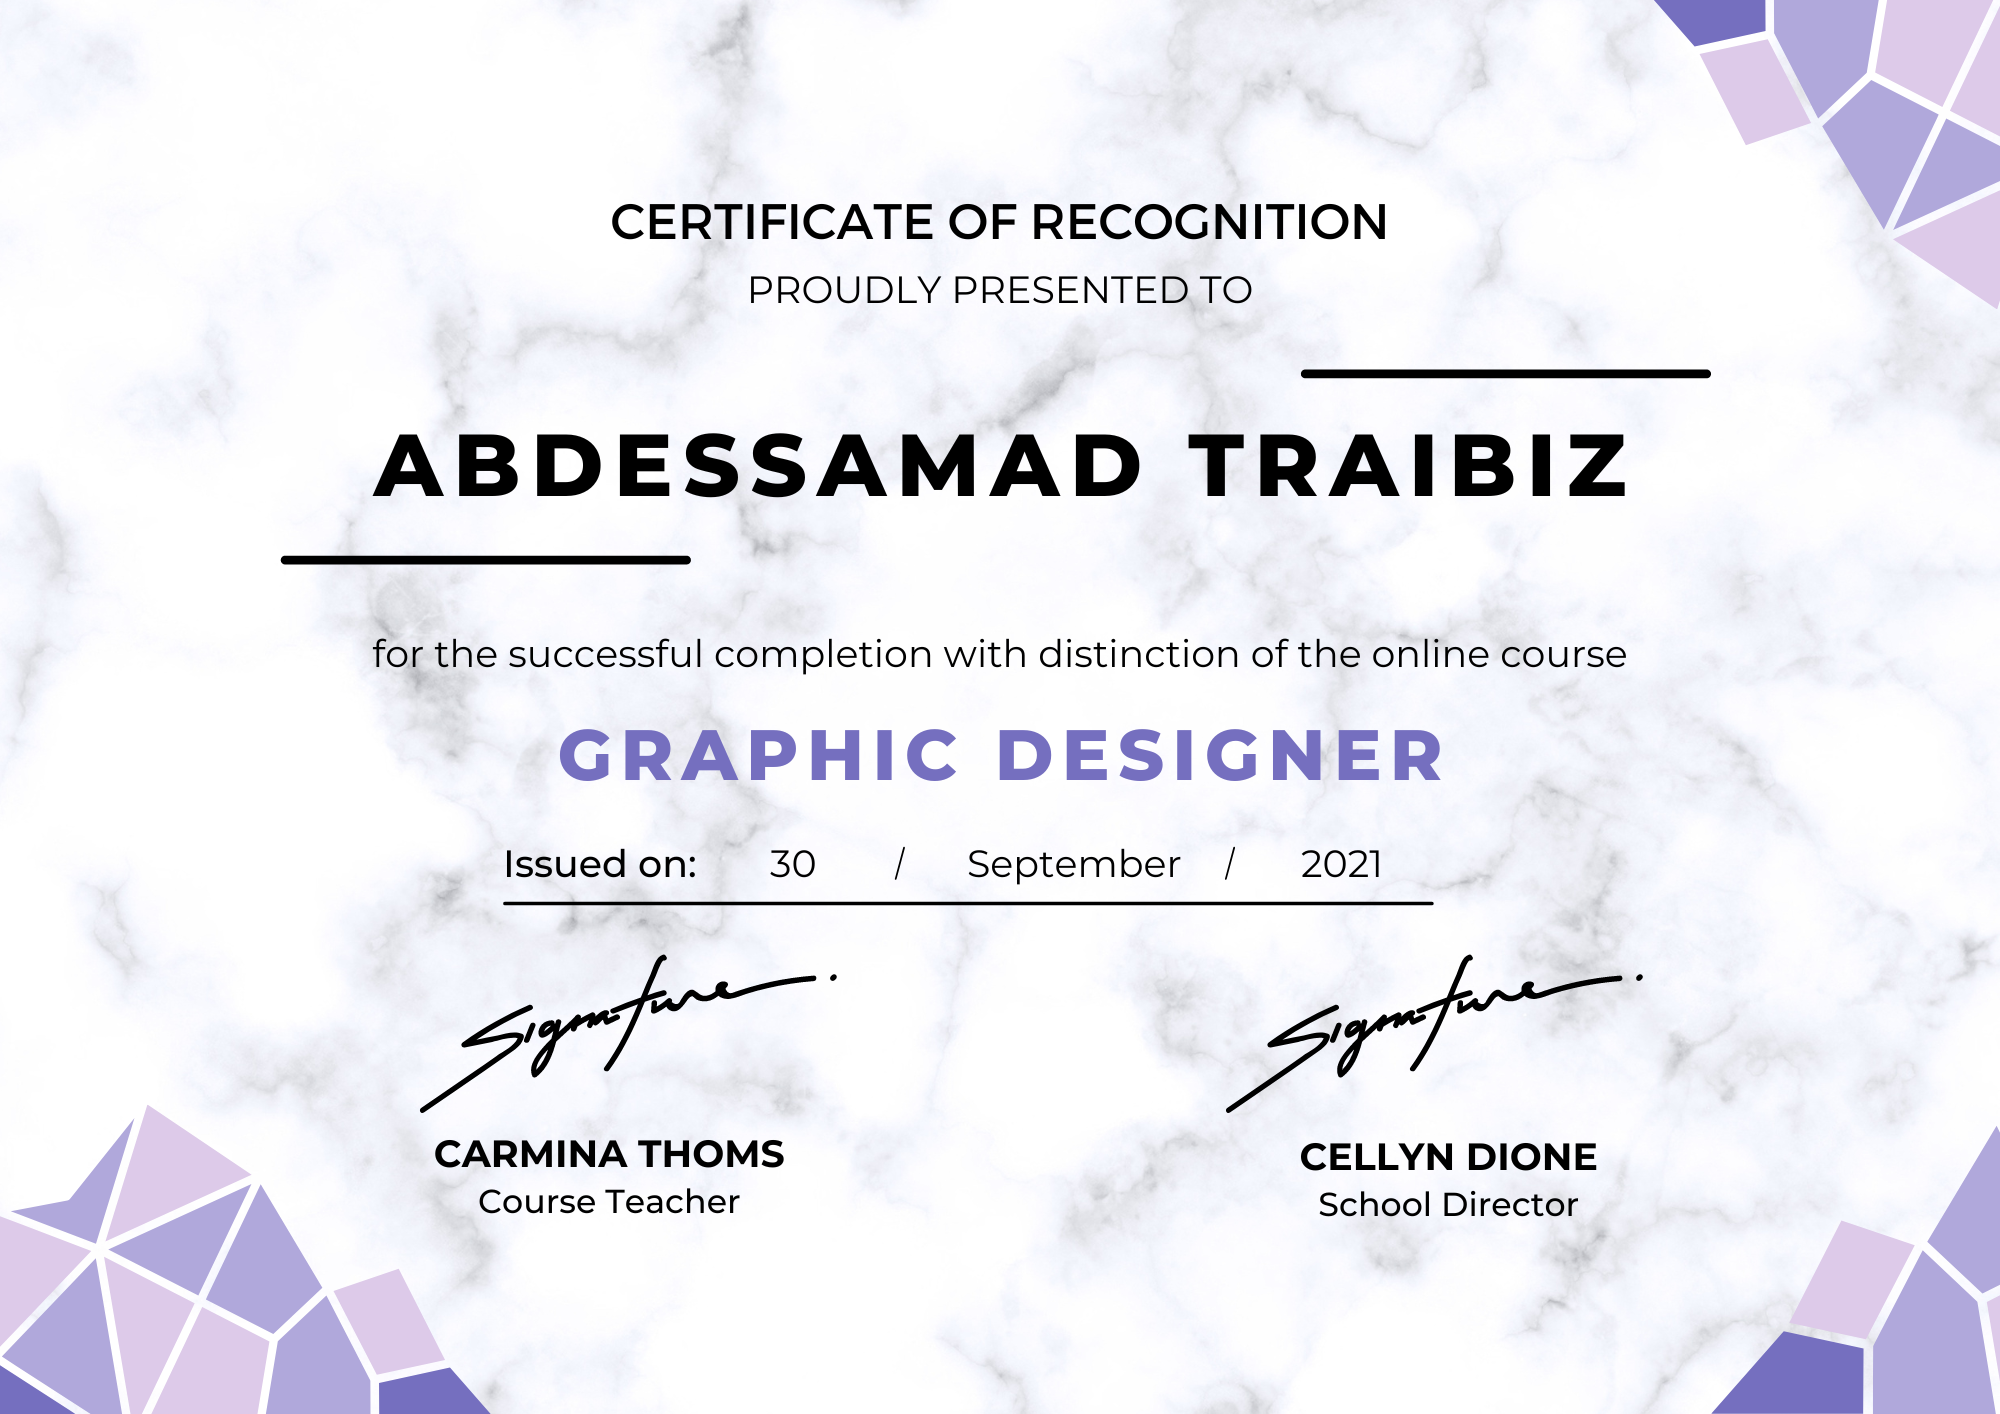 CERTIFICATE OF RECOGNITION
PROUDLY PRESENTED TO
ABDESSAMAD TRAIBIZ
for the successful completion with distinction of the online course
GRAPHIC DESIGNER
Issued on: 30 / September / 2021
Signature.
Signature.
CARMINA THOMS
Course Teacher
CELLYN DIONE
School Director